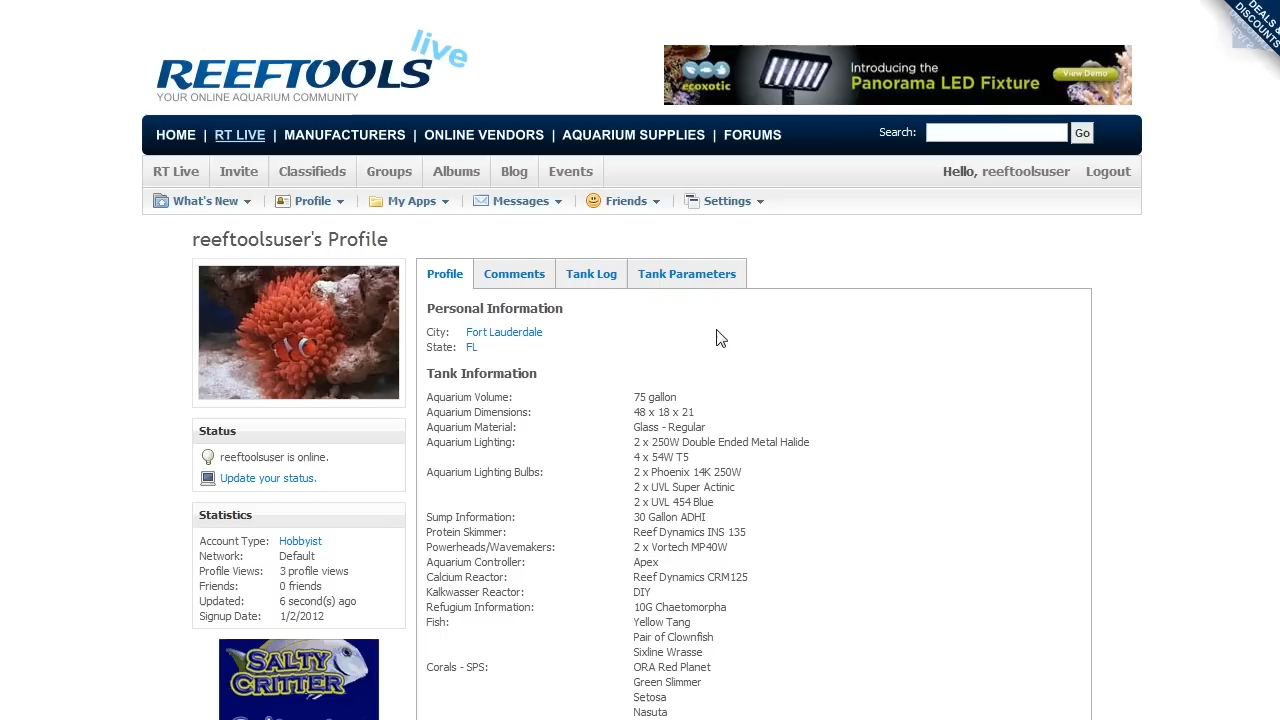 DEALS &
DISCOUNTS
REEFTOOLS live
YOUR ONLINE AQUARIUM COMMUNITY
ecoxotic
Introducing the
Panorama LED Fixture
View Demo
HOME | RT LIVE | MANUFACTURERS | ONLINE VENDORS | AQUARIUM SUPPLIES | FORUMS
Search: Go
RT Live Invite Classifieds Groups Albums Blog Events Hello, reeftoolsuser Logout
What's New | Profile | My Apps | Messages | Friends | Settings
reeftoolsuser's Profile
Profile Comments Tank Log Tank Parameters
Status
reeftoolsuser is online.
Update your status.
Statistics
Account Type: Hobbyist
Network: Default
Profile Views: 3 profile views
Friends: 0 friends
Updated: 6 second(s) ago
Signup Date: 1/2/2012
SALTY
CRITTER
Personal Information
City: Fort Lauderdale
State: FL
Tank Information
Aquarium Volume: 75 gallon
Aquarium Dimensions: 48 x 18 x 21
Aquarium Material: Glass - Regular
Aquarium Lighting: 2 x 250W Double Ended Metal Halide
4 x 54W T5
Aquarium Lighting Bulbs: 2 x Phoenix 14K 250W
2 x UVL Super Actinic
2 x UVL 454 Blue
Sump Information: 30 Gallon ADHI
Protein Skimmer: Reef Dynamics INS 135
Powerheads/Wavemakers: 2 x Vortech MP40W
Aquarium Controller: Apex
Calcium Reactor: Reef Dynamics CRM125
Kalkwasser Reactor: DIY
Refugium Information: 10G Chaetomorpha
Fish: Yellow Tang
Pair of Clownfish
Sixline Wrasse
Corals - SPS: ORA Red Planet
Green Slimmer
Setosa
Nasuta